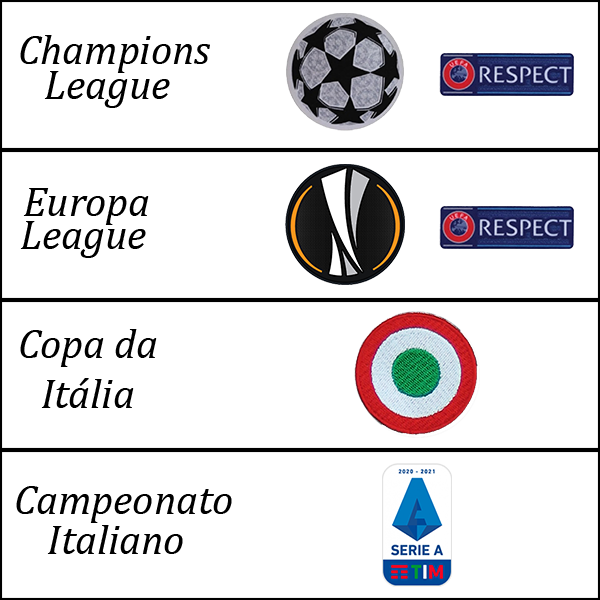 Champions
League
UEFA
RESPECT
Europa
League
UEFA
RESPECT
Copa da
Itália
Campeonato
Italiano
2020 - 2021
SERIE A
TIM